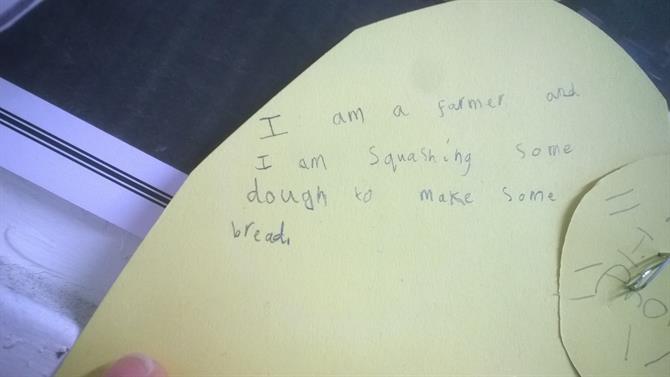 I am a farmer and
I am squashing some
dough to make some
bread.